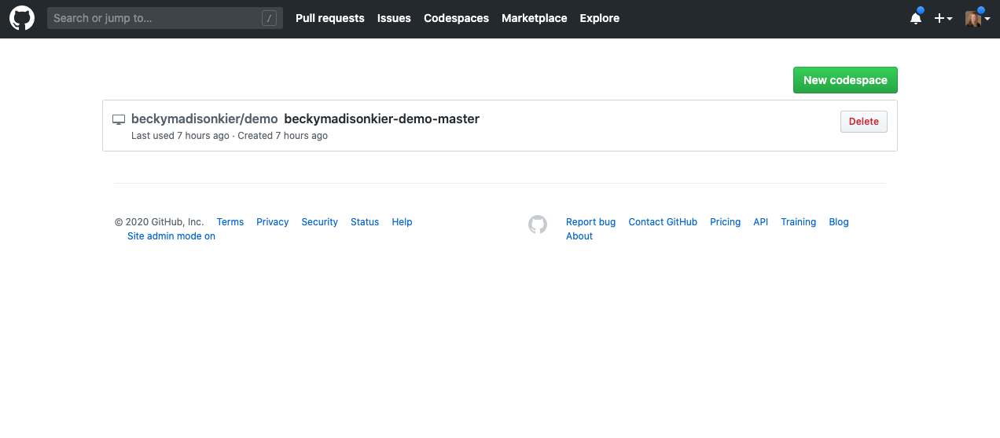 Search or jump to... / Pull requests Issues Codespaces Marketplace Explore
New codespace
beckymadisonkier/demo beckymadisonkier-demo-master Delete
Last used 7 hours ago · Created 7 hours ago
© 2020 GitHub, Inc. Terms Privacy Security Status Help Report bug Contact GitHub Pricing API Training Blog
Site admin mode on About